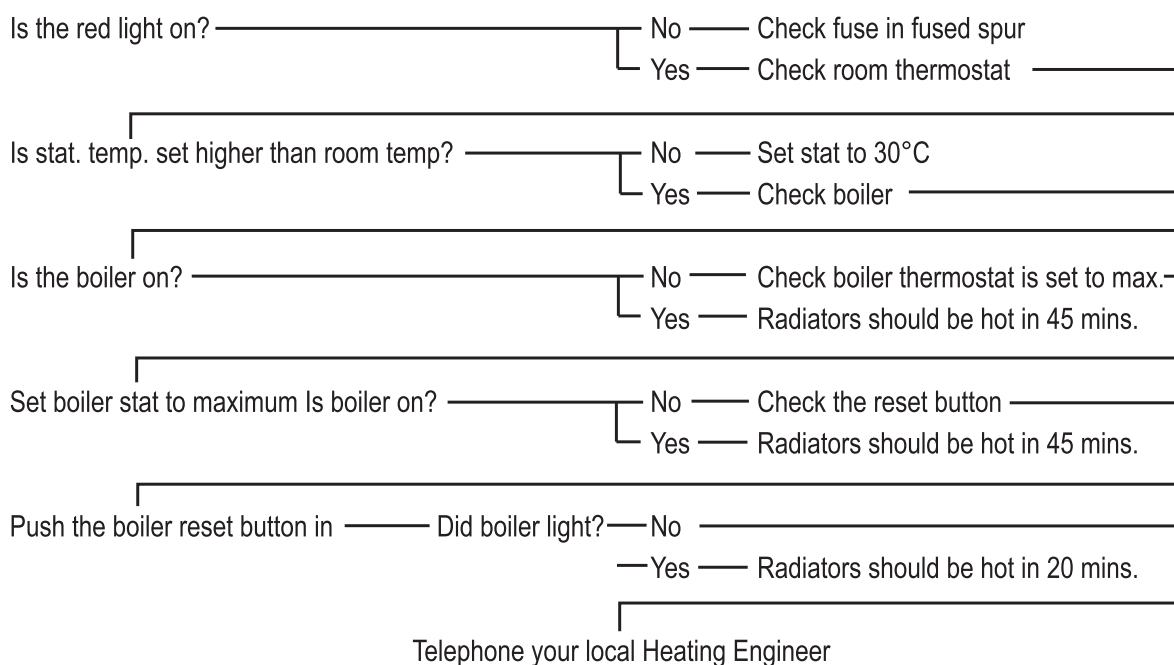 Is the red light on? No Check fuse in fused spur
Yes Check room thermostat
Is stat. temp. set higher than room temp? No Set stat to 30°C
Yes Check boiler
Is the boiler on? No Check boiler thermostat is set to max.
Yes Radiators should be hot in 45 mins.
Set boiler stat to maximum Is boiler on? No Check the reset button
Yes Radiators should be hot in 45 mins.
Push the boiler reset button in Did boiler light? No
Yes Radiators should be hot in 20 mins.
Telephone your local Heating Engineer